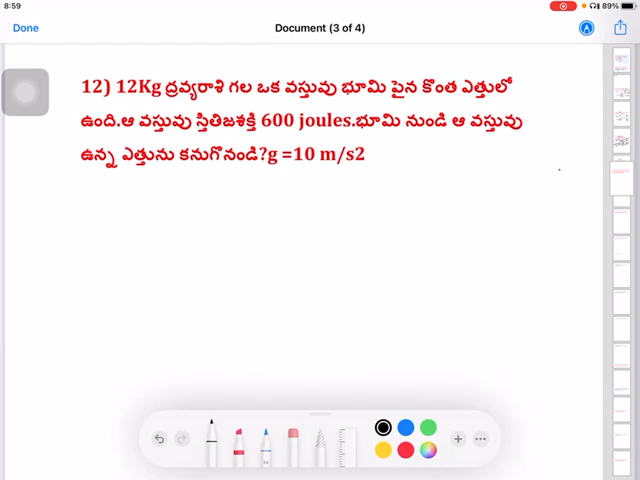 8:59
89%
Done
Document (3 of 4)
12) 12Kg ద్రవ్యరాశి గల ఒక వస్తువు భూమి పైన కొంత ఎత్తులో
ఉంది.ఆ వస్తువు స్తితిజశక్తి 600 joules.భూమి నుండి ఆ వస్తువు
ఉన్న ఎత్తును కనుగొనండి?g =10 m/s2